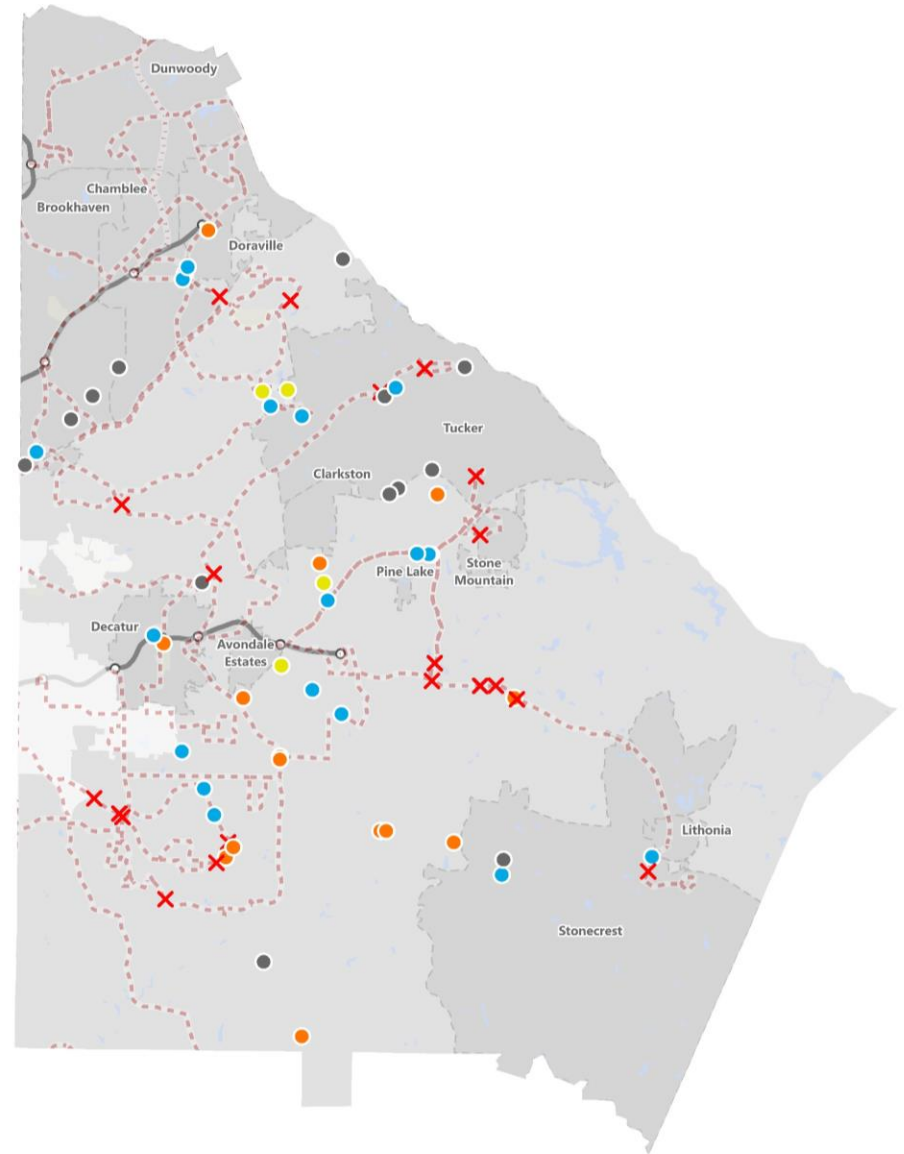 Dunwoody
Chamblee
Brookhaven
Doraville
Tucker
Clarkston
Pine Lake
Stone
Mountain
Decatur
Avondale
Estates
Lithonia
Stonecrest